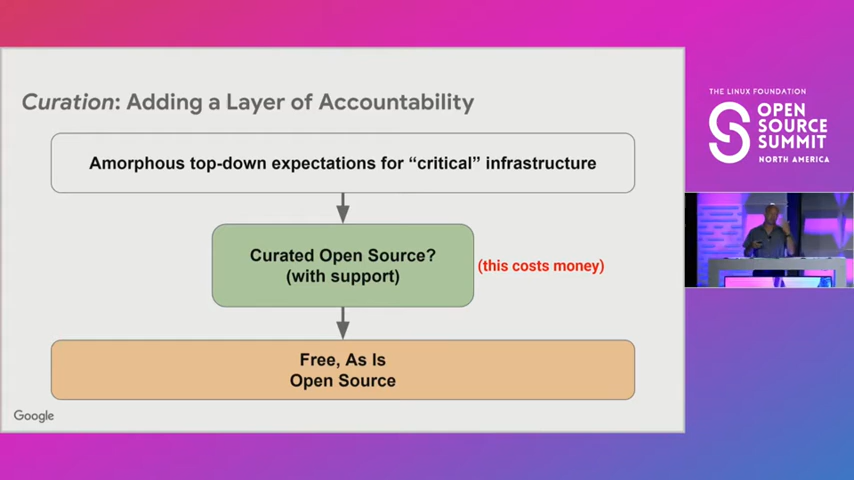 Curation: Adding a Layer of Accountability
Amorphous top-down expectations for “critical” infrastructure
Curated Open Source?
(with support)
(this costs money)
Free, As Is
Open Source
Google
THE LINUX FOUNDATION
OPEN
SOURCE
SUMMIT
NORTH AMERICA